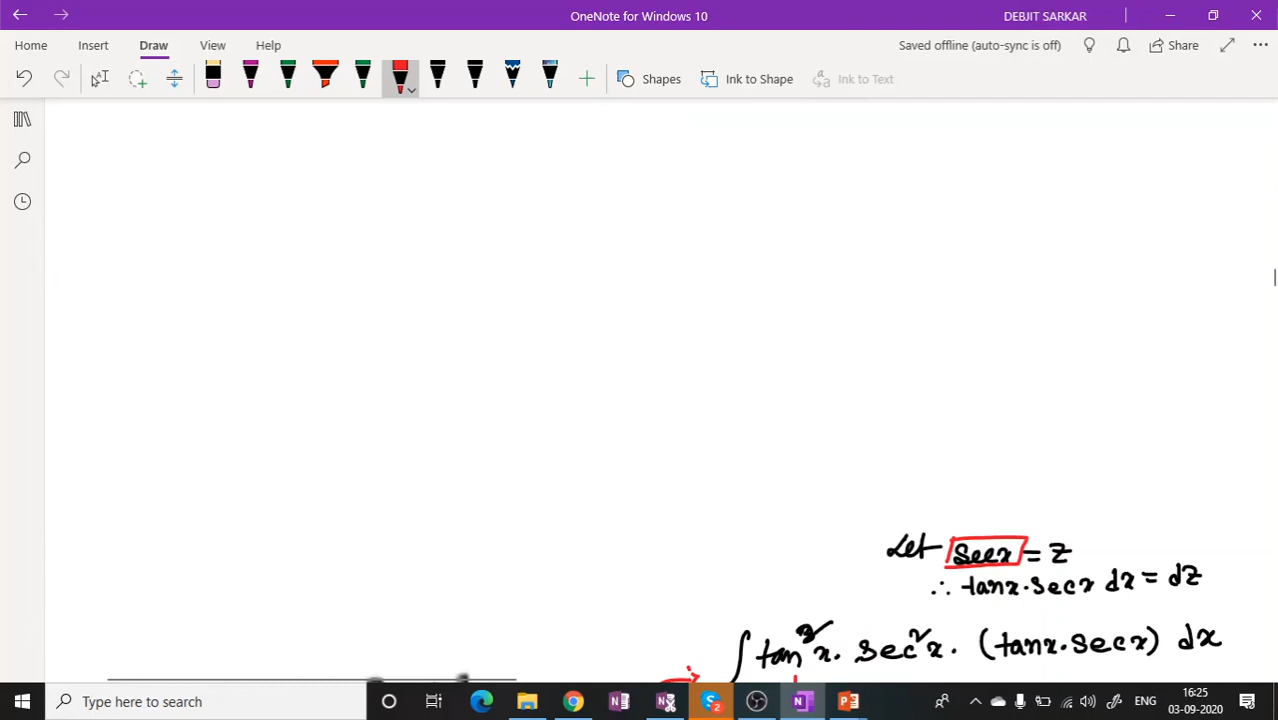 OneNote for Windows 10
DEBJIT SARKAR
Home Insert Draw View Help
Saved offline (auto-sync is off)
Share
Shapes
Ink to Shape
Ink to Text
Let secx = z
∴ tanx·secx dx = dz
∫ tan²x · sec²x · (tanx·secx) dx
Type here to search
2
ENG
16:25
03-09-2020